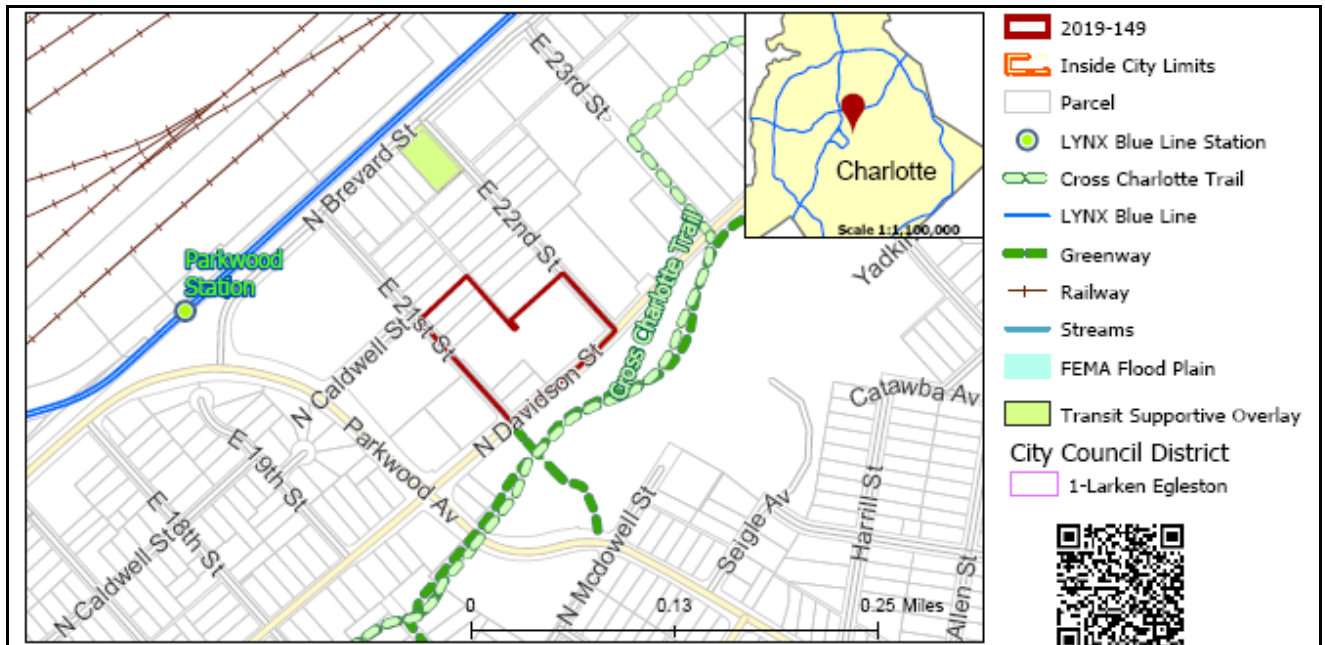 E 23rd St
N Brevard St
E 22nd St
Parkwood
Station
E 21st St
N Caldwell St
Cross Charlotte Trail
N Davidson St
Parkwood Av
E 19th St
E 18th St
N Caldwell St
N Mcdowell St
Seigle Av
Harrill St
Allen St
Catawba Av
Charlotte
Scale 1:1,100,000
0
0.13
0.25 Miles
2019-149
Inside City Limits
Parcel
LYNX Blue Line Station
Cross Charlotte Trail
LYNX Blue Line
Greenway
Railway
Streams
FEMA Flood Plain
Transit Supportive Overlay
City Council District
1-Larken Egleston